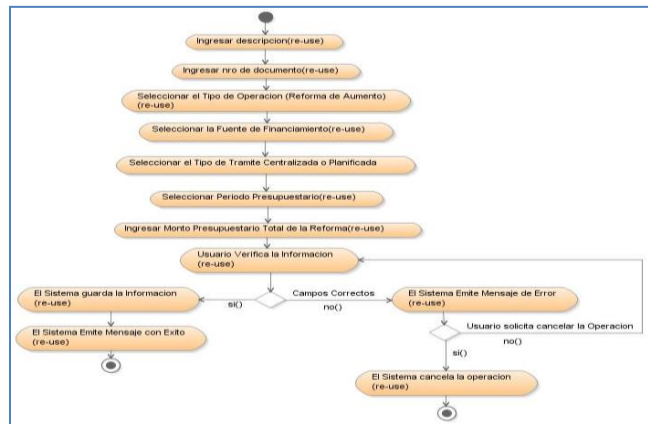 Ingresar descripcion(re-use)
Ingresar nro de documento(re-use)
Seleccionar el Tipo de Operacion (Reforma de Aumento)
(re-use)
Seleccionar la Fuente de Financiamiento(re-use)
Seleccionar el Tipo de Tramite Centralizada o Planificada
Seleccionar Periodo Presupuestario(re-use)
Ingresar Monto Presupuestario Total de la Reforma(re-use)
Usuario Verifica la Informacion
(re-use)
El Sistema guarda la Informacion
(re-use)
si()
Campos Correctos
no()
El Sistema Emite Mensaje de Error
(re-use)
El Sistema Emite Mensaje con Exito
(re-use)
Usuario solicita cancelar la Operacion
no()
si()
El Sistema cancela la operacion
(re-use)